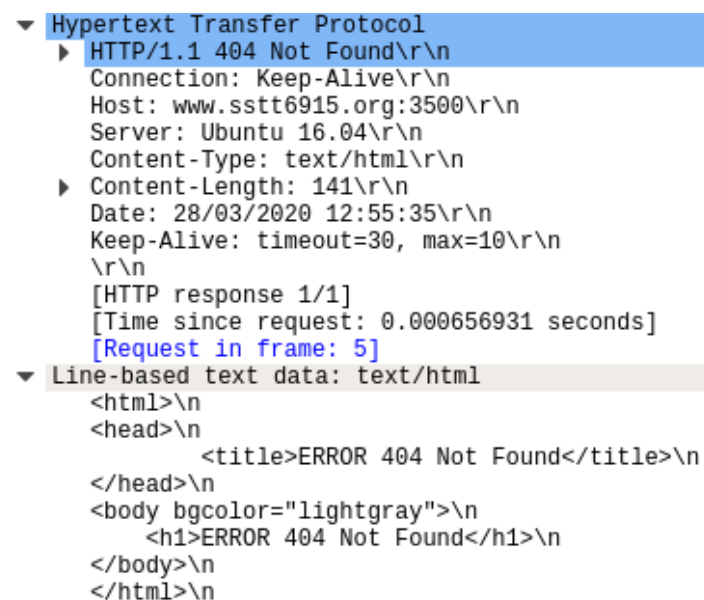 Hypertext Transfer Protocol
HTTP/1.1 404 Not Found\r\n
Connection: Keep-Alive\r\n
Host: www.sstt6915.org:3500\r\n
Server: Ubuntu 16.04\r\n
Content-Type: text/html\r\n
Content-Length: 141\r\n
Date: 28/03/2020 12:55:35\r\n
Keep-Alive: timeout=30, max=10\r\n
\r\n
[HTTP response 1/1]
[Time since request: 0.000656931 seconds]
[Request in frame: 5]
Line-based text data: text/html
<html>\n
<head>\n
<title>ERROR 404 Not Found</title>\n
</head>\n
<body bgcolor="lightgray">\n
<h1>ERROR 404 Not Found</h1>\n
</body>\n
</html>\n